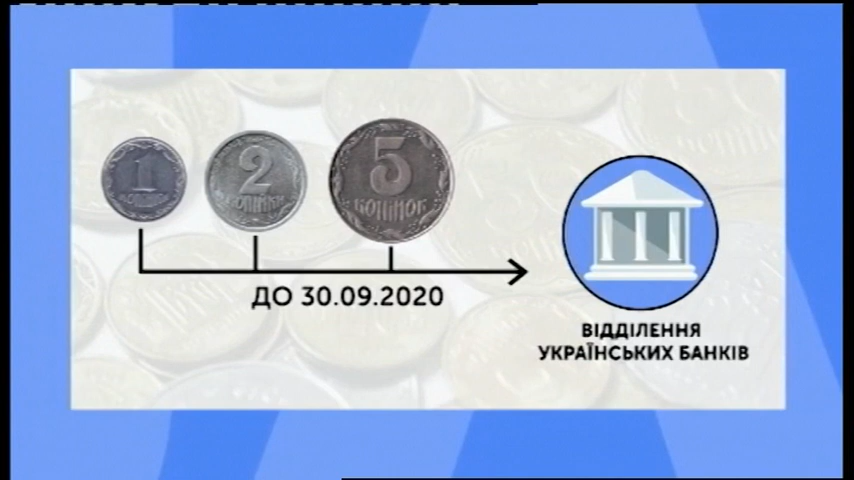 1
КОПІЙКА
2
КОПІЙКИ
5
КОПІЙОК
ДО 30.09.2020
ВІДДІЛЕННЯ
УКРАЇНСЬКИХ БАНКІВ